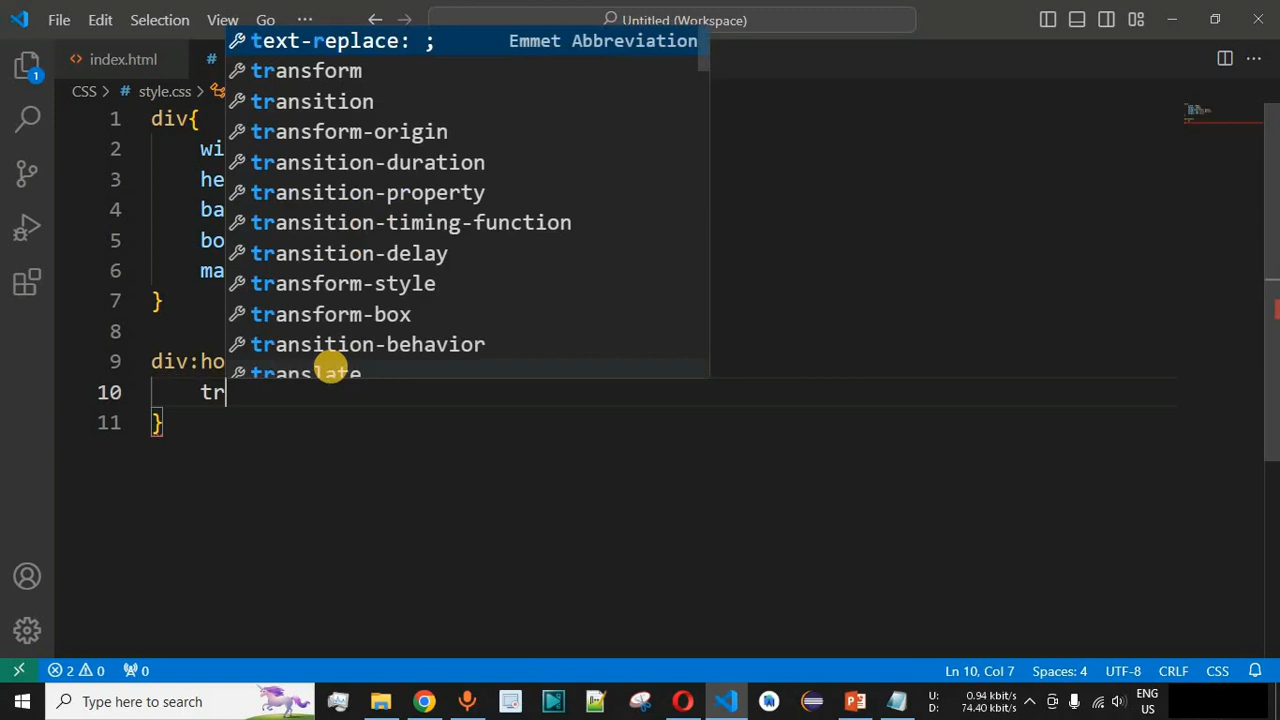 File Edit Selection View Go ··· Untitled (Workspace)
index.html #
CSS > # style.css >
text-replace: ; Emmet Abbreviation
transform
transition
transform-origin
transition-duration
transition-property
transition-timing-function
transition-delay
transform-style
transform-box
transition-behavior
translate
1 div{
2 wi
3 he
4 ba
5 bo
6 ma
7 }
8
9 div:ho
10 tr
11 }
1
2 0 0 Ln 10, Col 7 Spaces: 4 UTF-8 CRLF CSS
Type here to search U: 0.94 kbit/s ENG
D: 74.40 kbit/s US